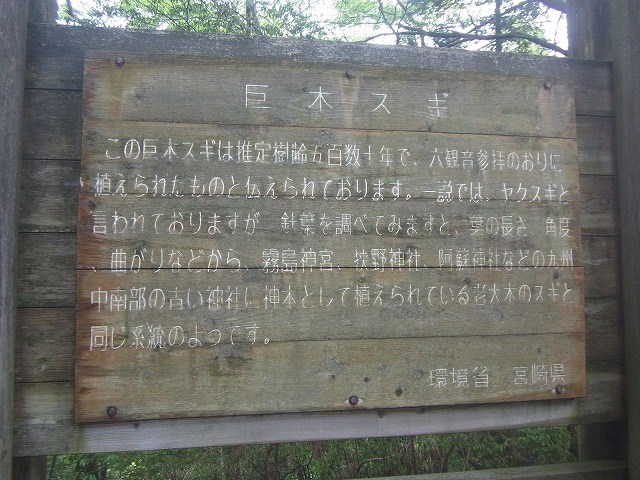 巨木スギ
この巨木スギは推定樹齢五百数十年で、六観音参拝のおりに
植えられたものと伝えられております。一説では、ヤクスギと
言われておりますが 針葉を調べてみますと、葉の長さ 角度
、曲がりなどから、霧島神宮、狭野神社、阿蘇神社などの九州
中南部の古い神社に神木として植えられている老大木のスギと
同じ系統のようです。
環境省 宮崎県